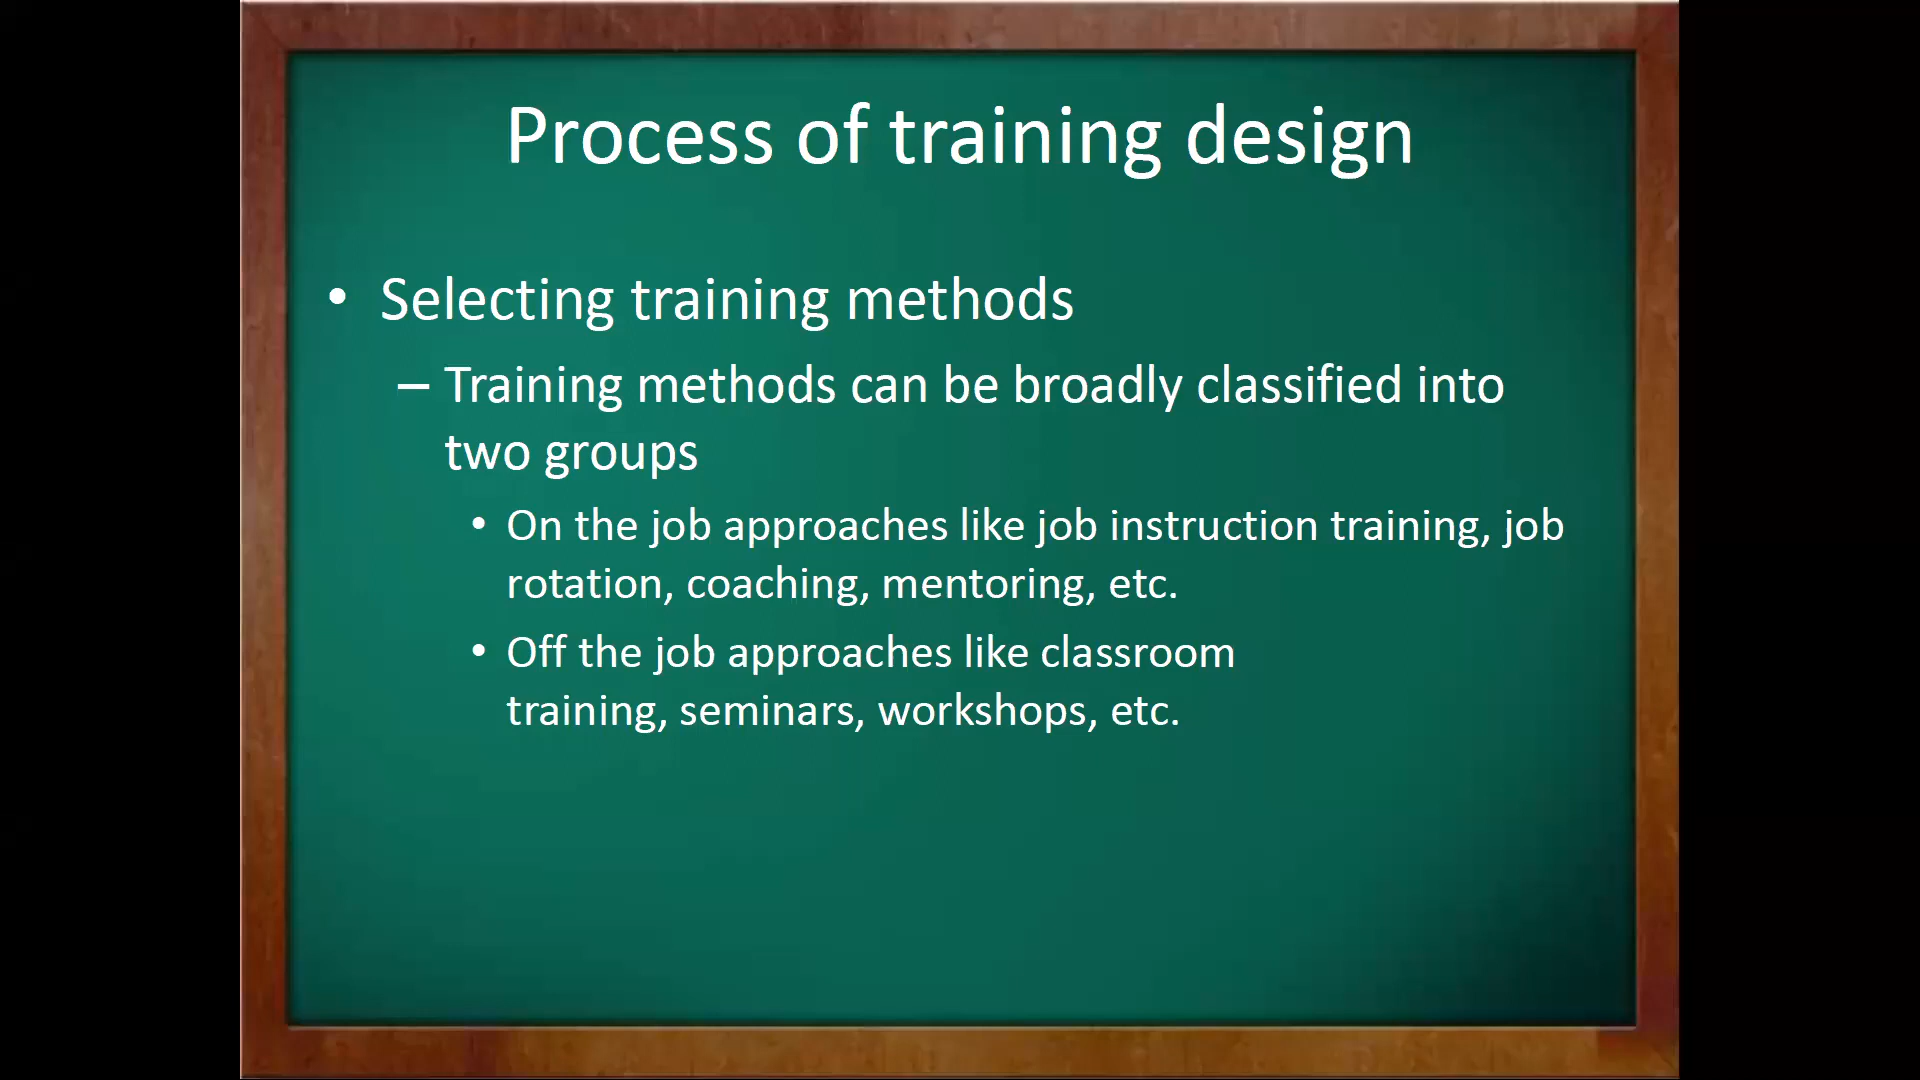 Process of training design
• Selecting training methods
– Training methods can be broadly classified into
two groups
• On the job approaches like job instruction training, job
rotation, coaching, mentoring, etc.
• Off the job approaches like classroom
training, seminars, workshops, etc.